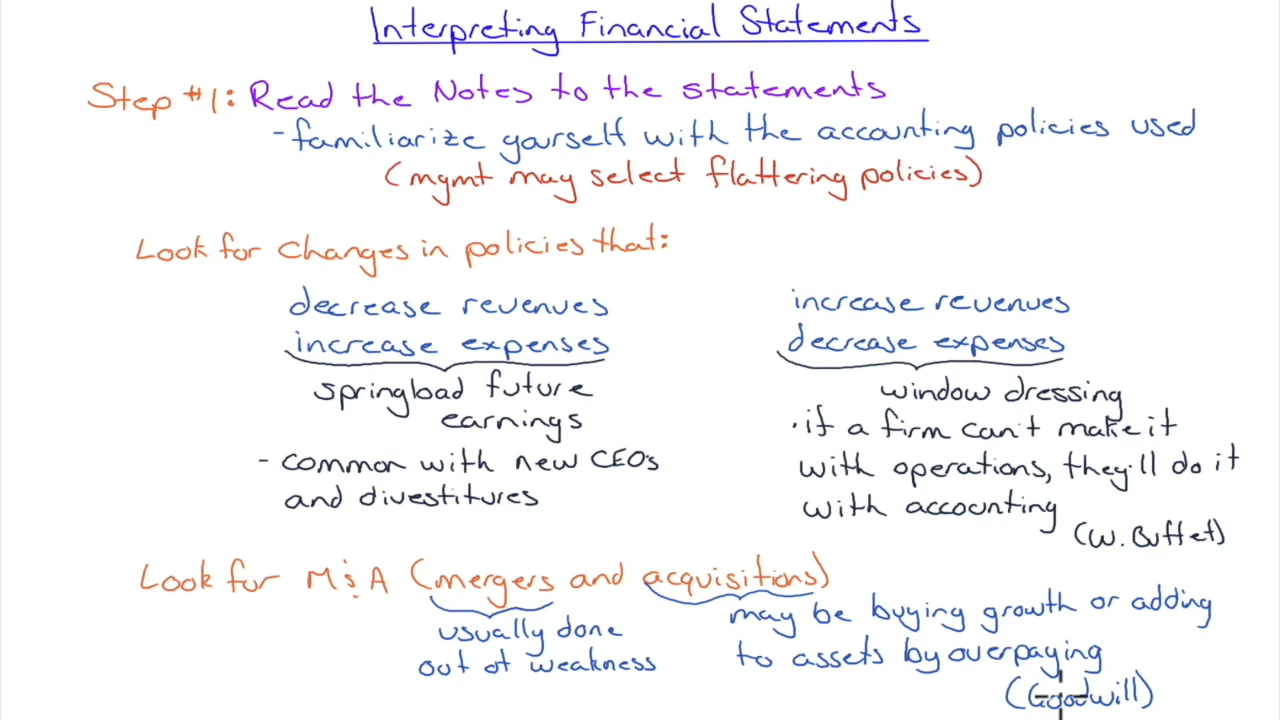 Interpreting Financial Statements
Step #1: Read the Notes to the statements
- familiarize yourself with the accounting policies used
(mgmt may select flattering policies)
Look for changes in policies that:
decrease revenues
increase expenses
springload future
earnings
- common with new CEOs
and divestitures
increase revenues
decrease expenses
window dressing
· if a firm can't make it
with operations, they'll do it
with accounting
(W. Buffet)
Look for M & A (mergers and acquisitions)
usually done
out of weakness
may be buying growth or adding
to assets by overpaying
(Goodwill)